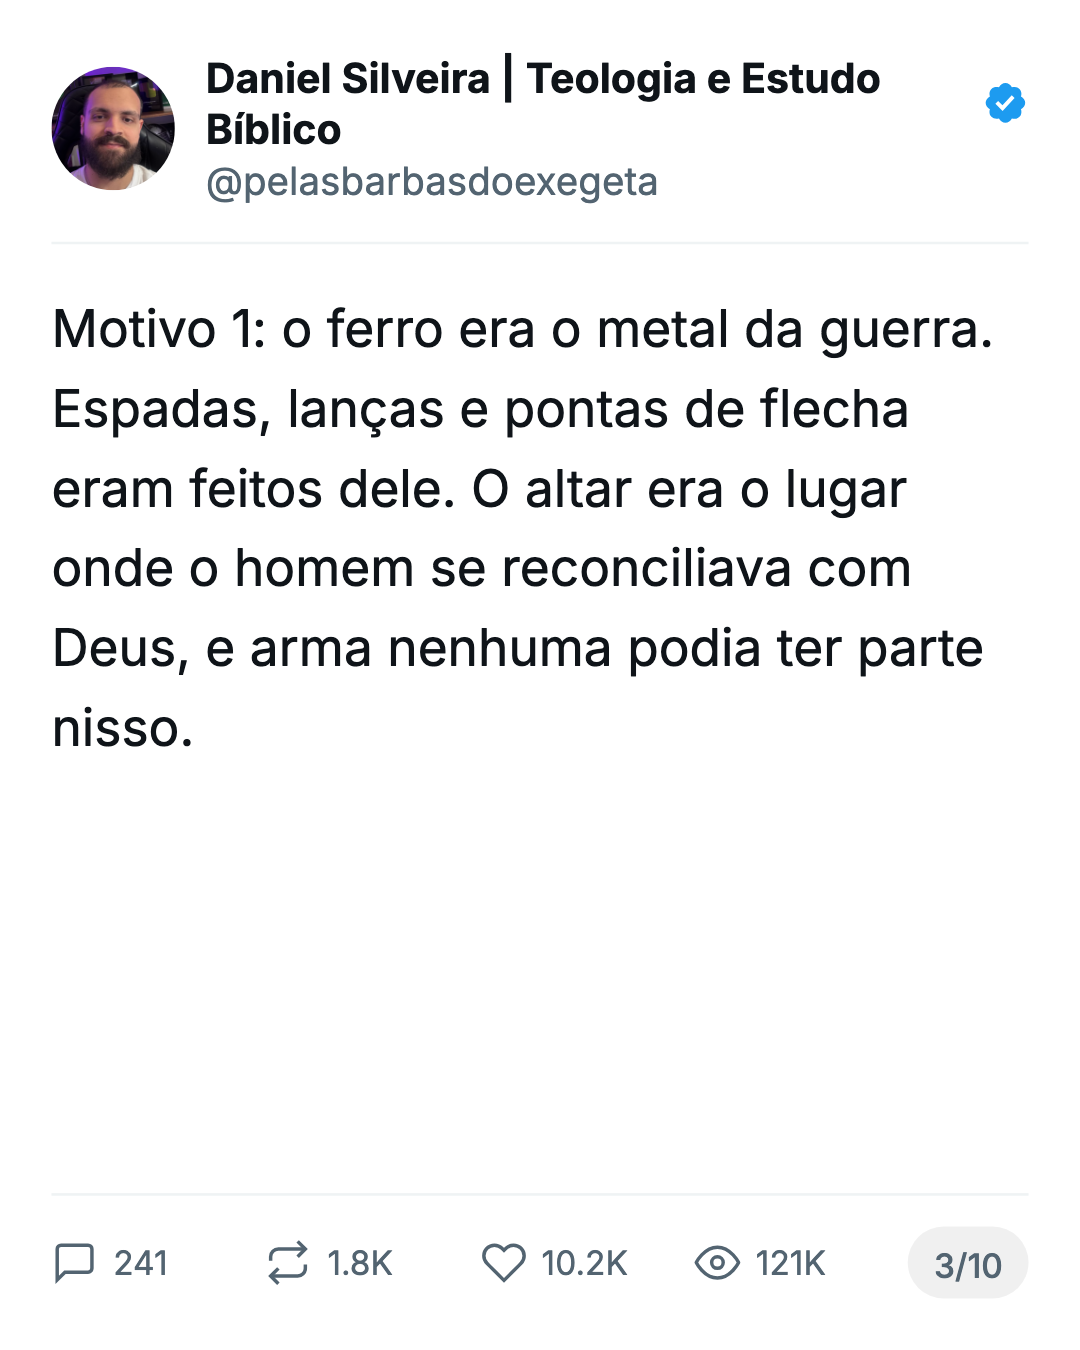 Daniel Silveira | Teologia e Estudo
Bíblico
@pelasbarbasdoexegeta
Motivo 1: o ferro era o metal da guerra.
Espadas, lanças e pontas de flecha
eram feitos dele. O altar era o lugar
onde o homem se reconciliava com
Deus, e arma nenhuma podia ter parte
nisso.
241 1.8K 10.2K 121K 3/10